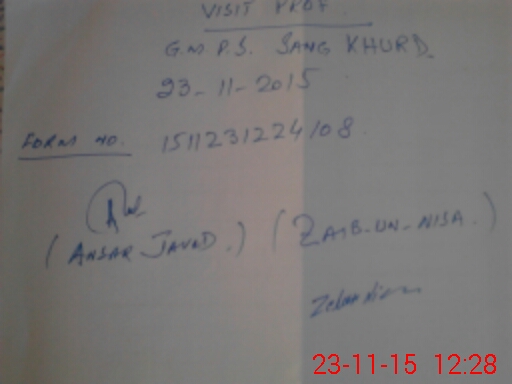 VISIT PROF.
G.M P.S. SANG KHURD.
23-11-2015
FORM NO. 1511231224108.
(ANSAR JAVED.) (ZAIB-UN-NISA.)
23-11-15 12:28